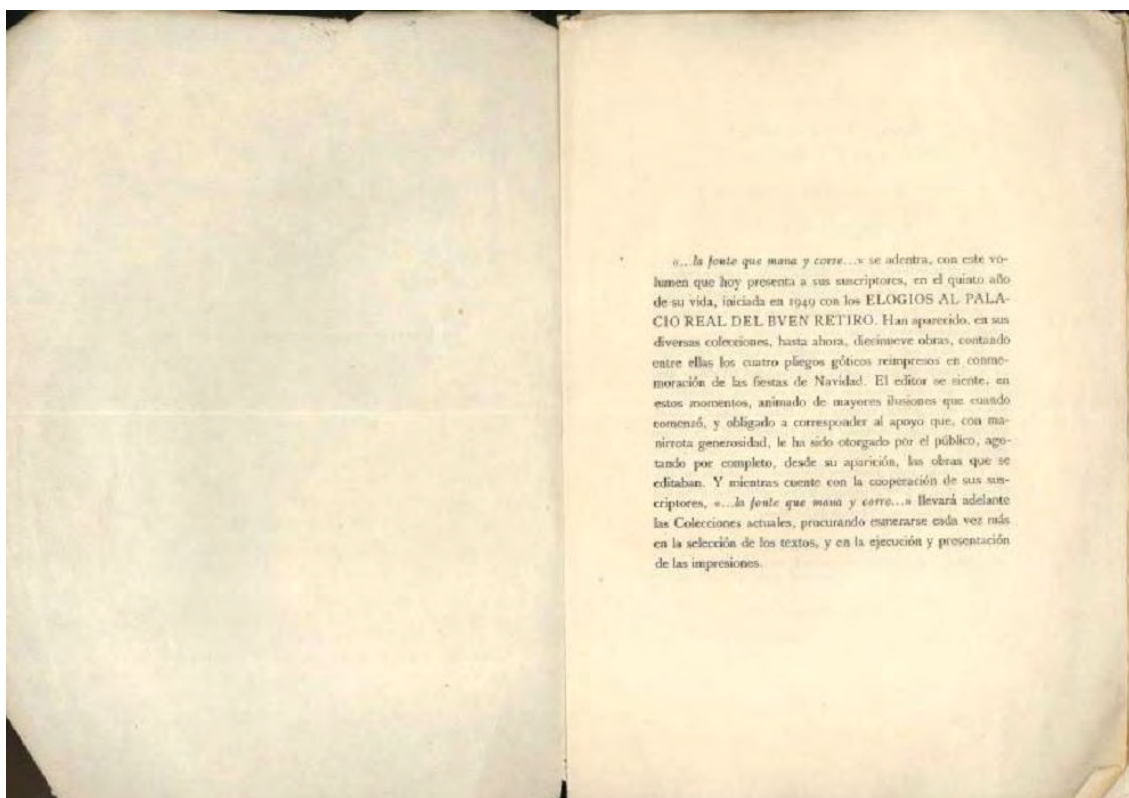 «...la fonte que mana y corre...» se adentra, con este vo-
lumen que hoy presenta a sus suscriptores, en el quinto año
de su vida, iniciada en 1949 con los ELOGIOS AL PALA-
CIO REAL DEL BVEN RETIRO. Han aparecido, en sus
diversas colecciones, hasta ahora, diecinueve obras, contando
entre ellas los cuatro pliegos góticos reimpresos en conme-
moración de las fiestas de Navidad. El editor se siente, en
estos momentos, animado de mayores ilusiones que cuando
comenzó, y obligado a corresponder al apoyo que, con ma-
nirrota generosidad, le ha sido otorgado por el público, ago-
tando por completo, desde su aparición, las obras que se
editaban. Y mientras cuente con la cooperación de sus sus-
criptores, «...la fonte que mana y corre...» llevará adelante
las Colecciones actuales, procurando esmerarse cada vez más
en la selección de los textos, y en la ejecución y presentación
de las impresiones.